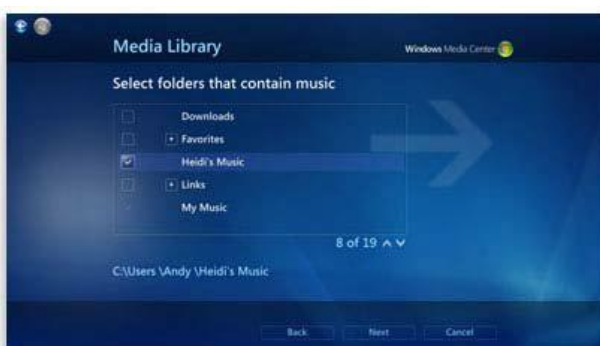 Media Library
Windows Media Center
Select folders that contain music
Downloads
+ Favorites
Heidi's Music
+ Links
My Music
8 of 19
C:\Users \Andy \Heidi's Music
Back Next Cancel